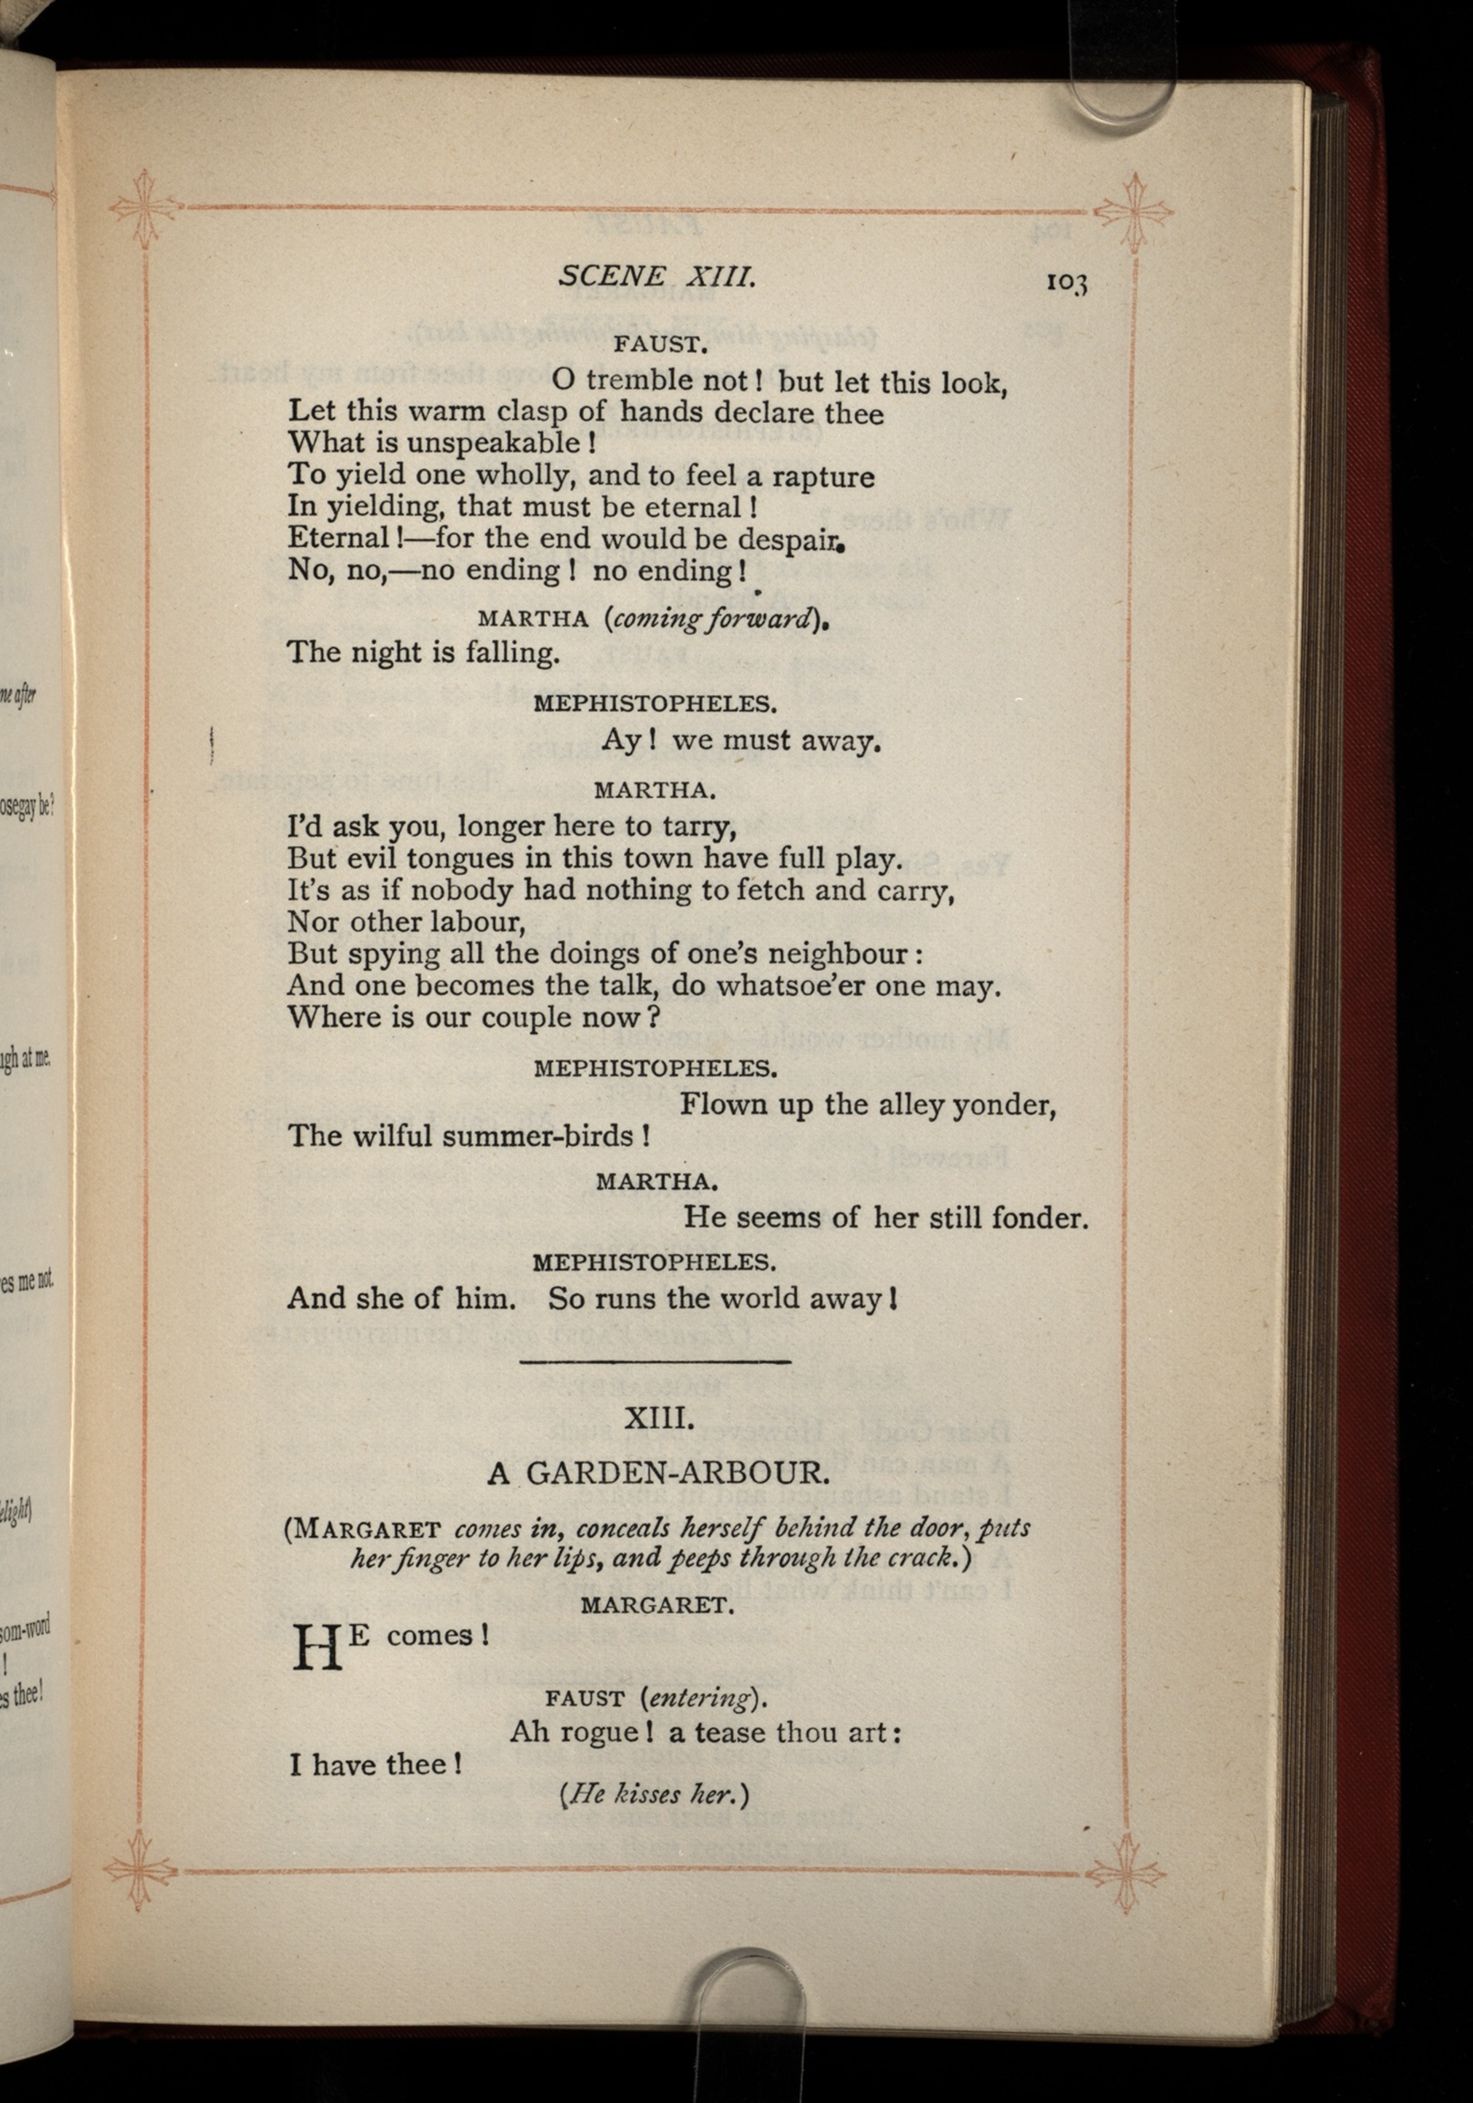 SCENE XIII. 103
FAUST.
O tremble not! but let this look,
Let this warm clasp of hands declare thee
What is unspeakable!
To yield one wholly, and to feel a rapture
In yielding, that must be eternal!
Eternal!—for the end would be despair.
No, no,—no ending! no ending!
MARTHA (coming forward).
The night is falling.
MEPHISTOPHELES.
Ay! we must away.
MARTHA.
I'd ask you, longer here to tarry,
But evil tongues in this town have full play.
It's as if nobody had nothing to fetch and carry,
Nor other labour,
But spying all the doings of one's neighbour:
And one becomes the talk, do whatsoe'er one may.
Where is our couple now?
MEPHISTOPHELES.
Flown up the alley yonder,
The wilful summer-birds!
MARTHA.
He seems of her still fonder.
MEPHISTOPHELES.
And she of him. So runs the world away!
XIII.
A GARDEN-ARBOUR.
(MARGARET comes in, conceals herself behind the door, puts
her finger to her lips, and peeps through the crack.)
MARGARET.
HE comes!
FAUST (entering).
Ah rogue! a tease thou art:
I have thee!
(He kisses her.)